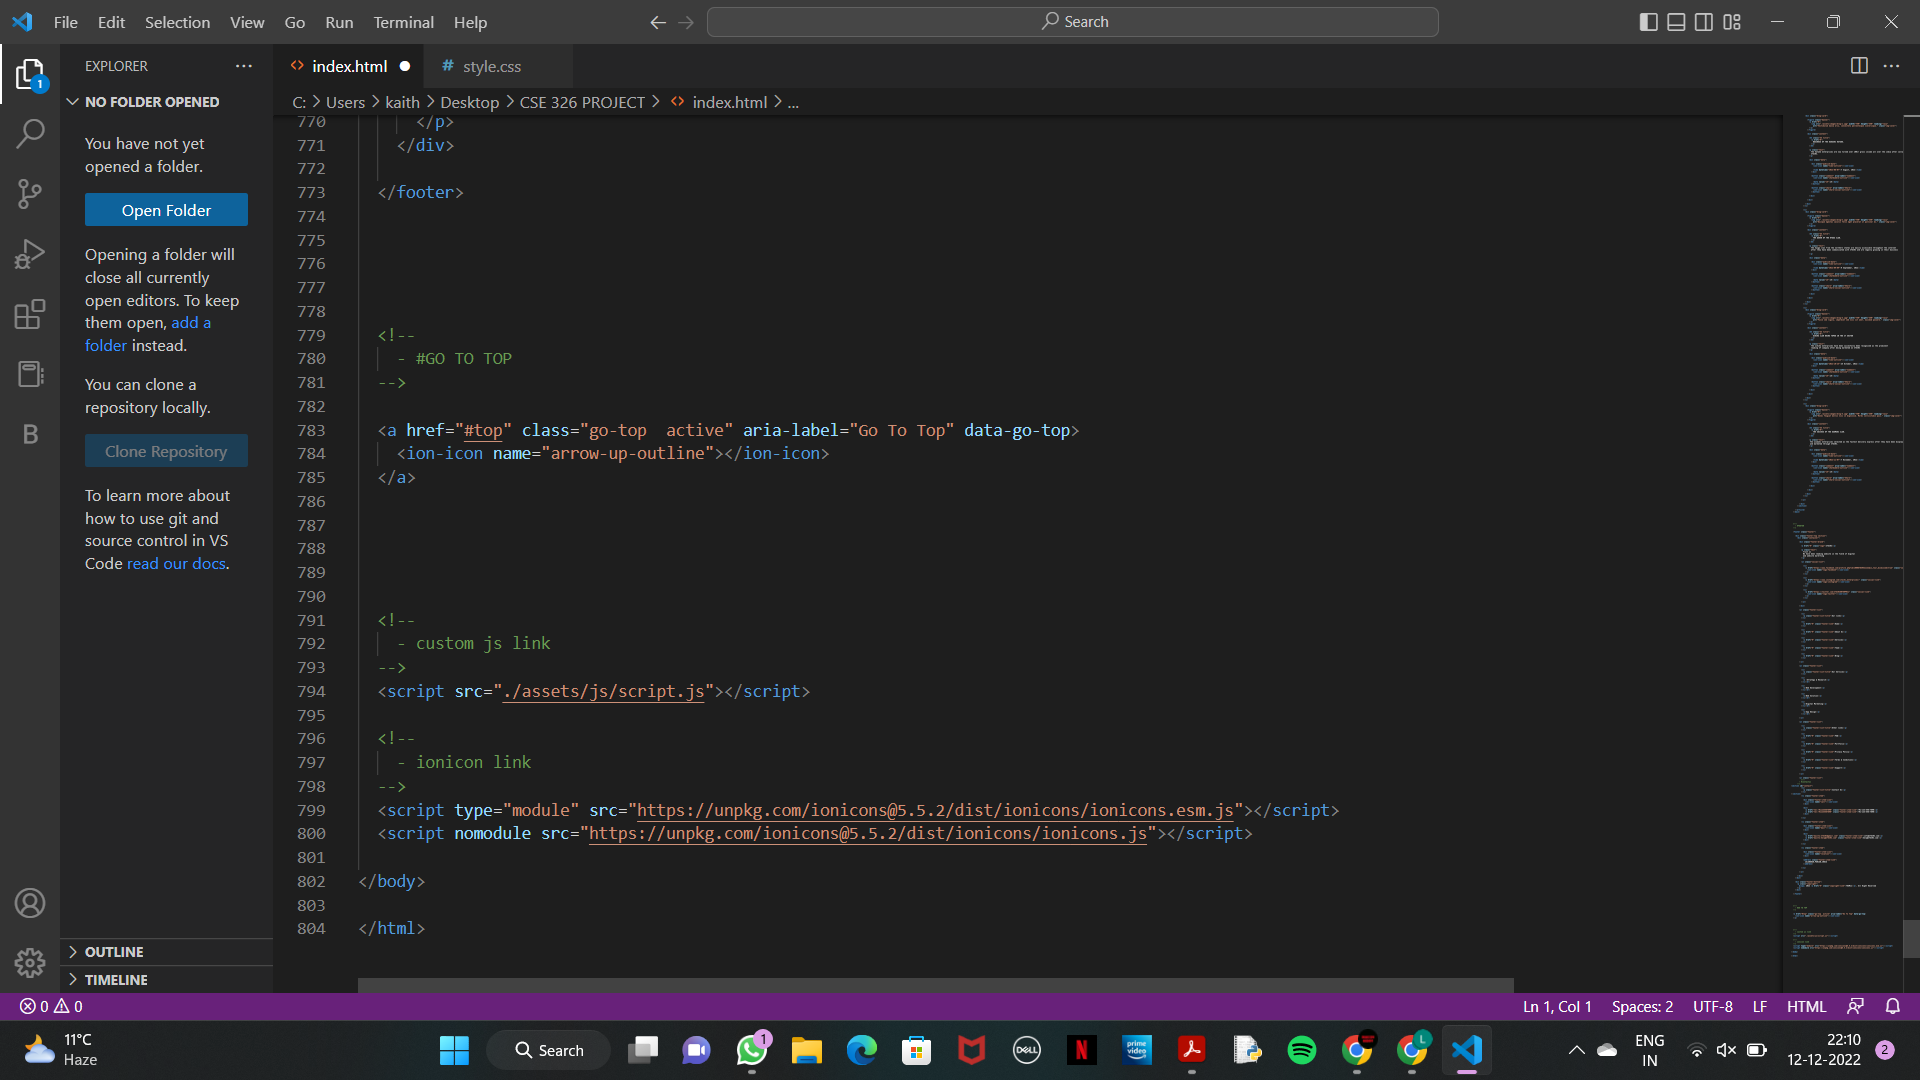 File Edit Selection View Go Run Terminal Help
Search
EXPLORER
index.html
# style.css
1
NO FOLDER OPENED
C: > Users > kaith > Desktop > CSE 326 PROJECT > <> index.html > ...
You have not yet
opened a folder.
Open Folder
Opening a folder will
close all currently
open editors. To keep
them open, add a
folder instead.
You can clone a
repository locally.
Clone Repository
To learn more about
how to use git and
source control in VS
Code read our docs.
OUTLINE
TIMELINE
770 </p>
771 </div>
772
773 </footer>
774
775
776
777
778
779 <!--
780 - #GO TO TOP
781 -->
782
783 <a href="#top" class="go-top  active" aria-label="Go To Top" data-go-top>
784 <ion-icon name="arrow-up-outline"></ion-icon>
785 </a>
786
787
788
789
790
791 <!--
792 - custom js link
793 -->
794 <script src="./assets/js/script.js"></script>
795
796 <!--
797 - ionicon link
798 -->
799 <script type="module" src="https://unpkg.com/ionicons@5.5.2/dist/ionicons/ionicons.esm.js"></script>
800 <script nomodule src="https://unpkg.com/ionicons@5.5.2/dist/ionicons/ionicons.js"></script>
801
802 </body>
803
804 </html>
0 0
Ln 1, Col 1 Spaces: 2 UTF-8 LF HTML
11°C
Haze
Search
1
DELL
N
prime
video
L
ENG
IN
22:10
12-12-2022
2